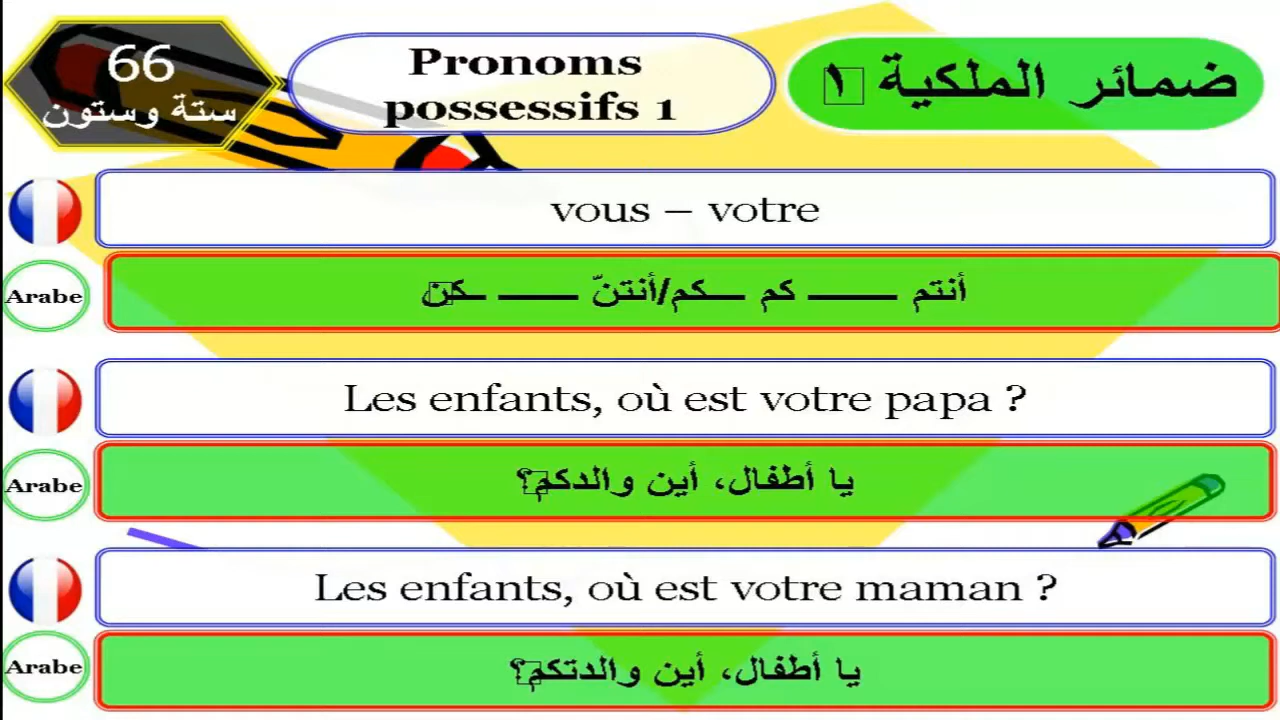 66
ستة وستون
Pronoms
possessifs 1
ضمائر الملكية ١
vous – votre
Arabe
أنتم ـــــــ كم ـــكم/أنتنّ ـــــــ ـكن
Les enfants, où est votre papa ?
Arabe
يا أطفال، أين والدكم؟
Les enfants, où est votre maman ?
Arabe
يا أطفال، أين والدتكم؟